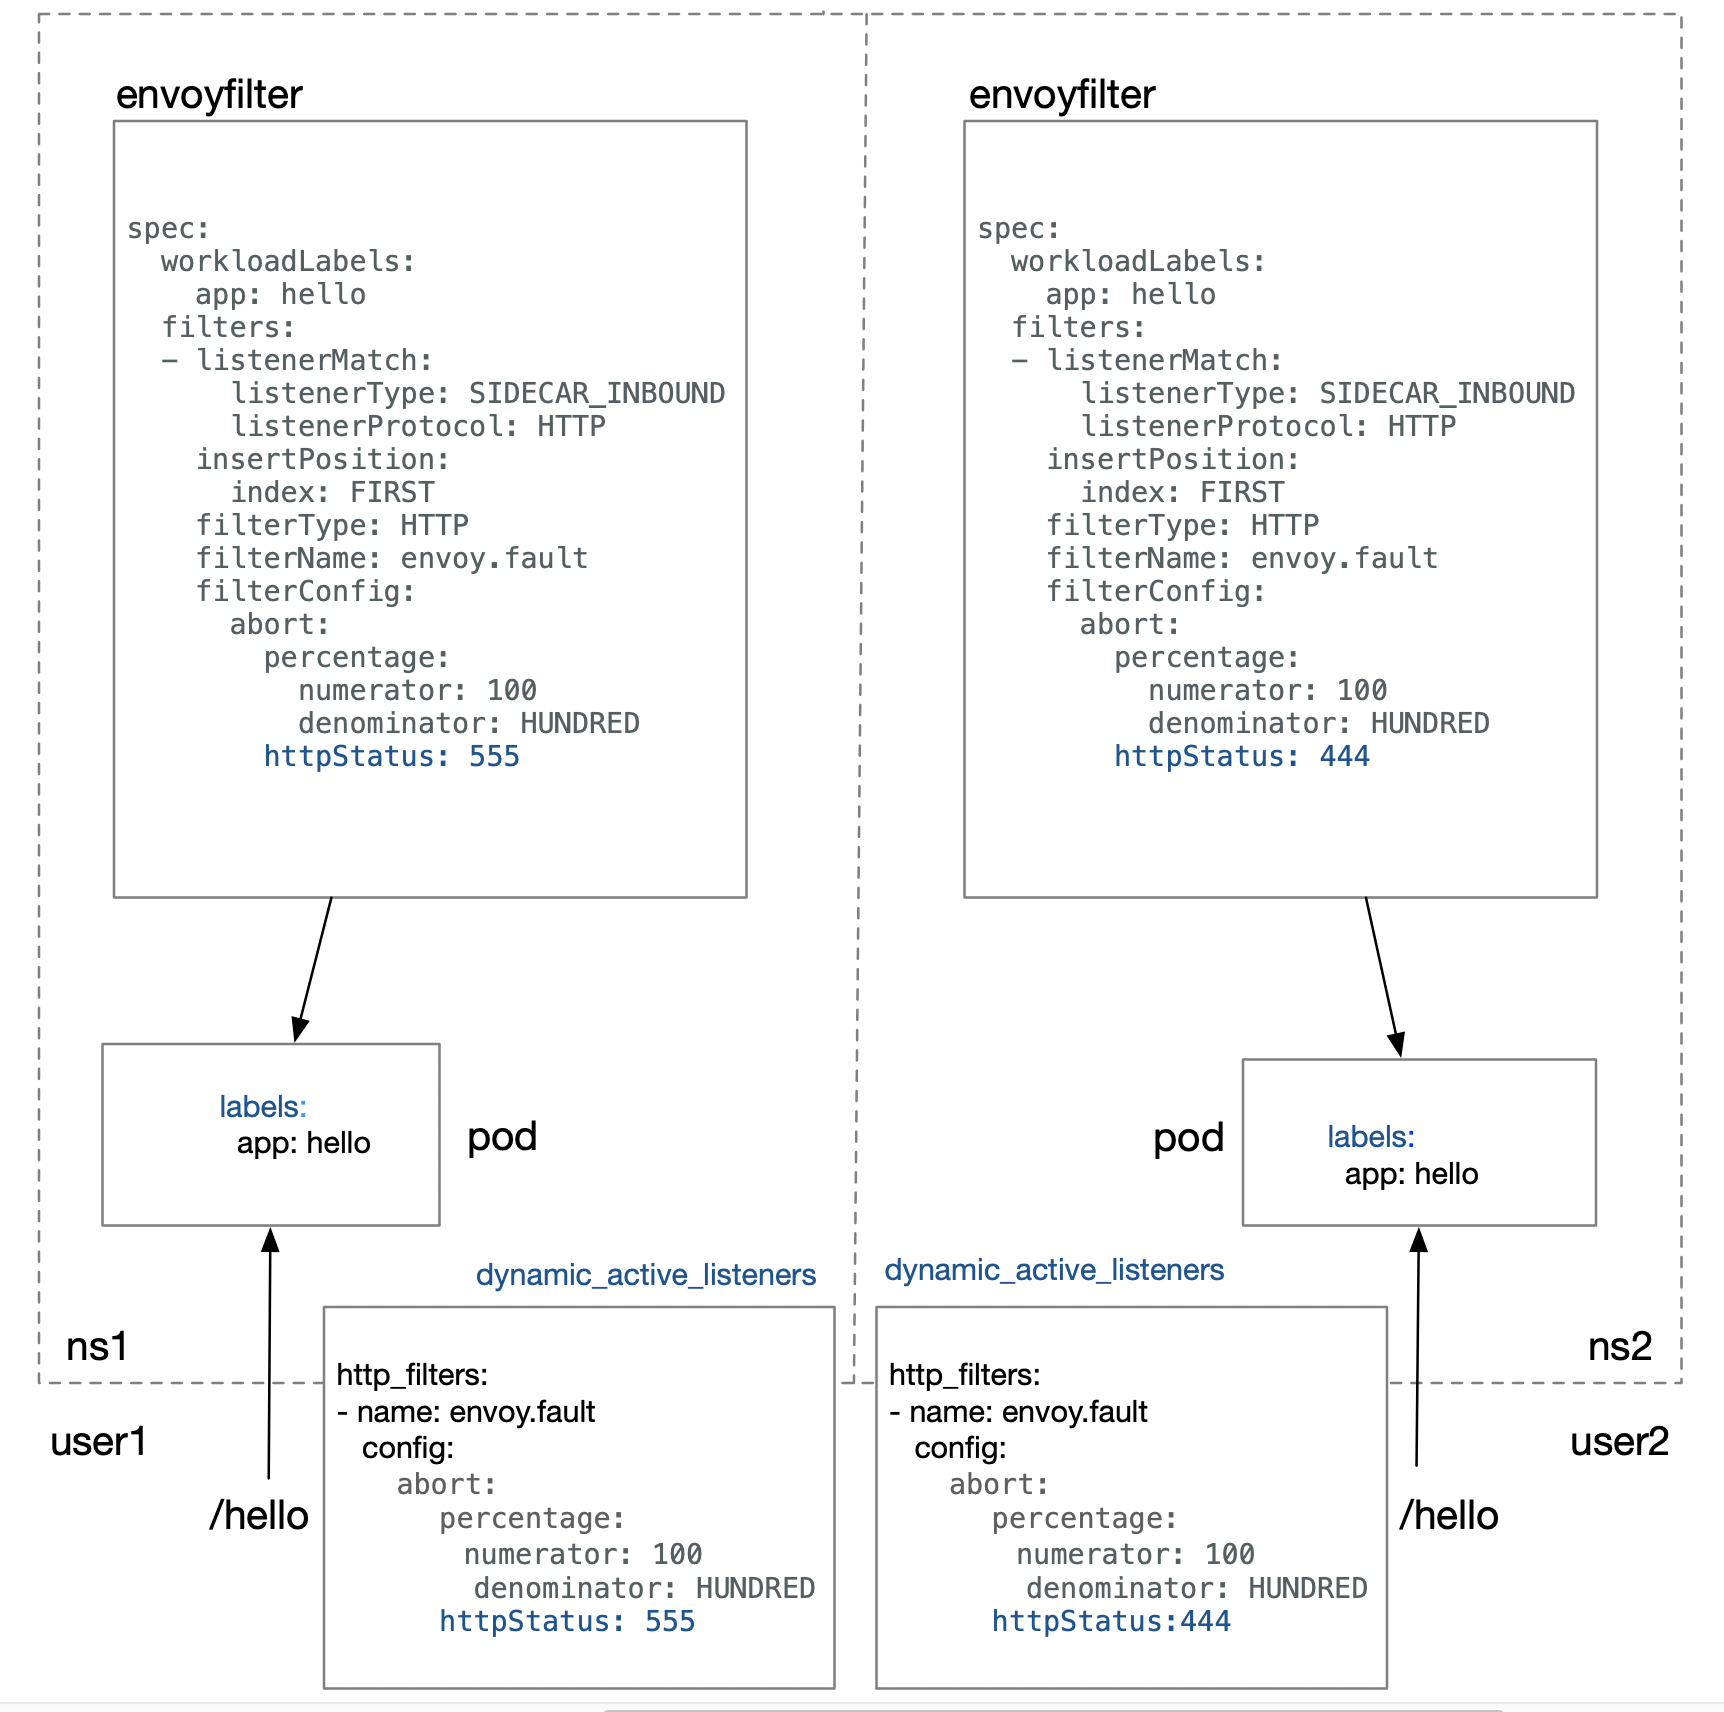 envoyfilter
spec:
  workloadLabels:
    app: hello
  filters:
  – listenerMatch:
      listenerType: SIDECAR_INBOUND
      listenerProtocol: HTTP
    insertPosition:
      index: FIRST
    filterType: HTTP
    filterName: envoy.fault
    filterConfig:
      abort:
        percentage:
          numerator: 100
          denominator: HUNDRED
        httpStatus: 555
labels:
  app: hello
pod
ns1
user1
/hello
dynamic_active_listeners
http_filters:
- name: envoy.fault
  config:
    abort:
      percentage:
        numerator: 100
        denominator: HUNDRED
      httpStatus: 555
envoyfilter
spec:
  workloadLabels:
    app: hello
  filters:
  – listenerMatch:
      listenerType: SIDECAR_INBOUND
      listenerProtocol: HTTP
    insertPosition:
      index: FIRST
    filterType: HTTP
    filterName: envoy.fault
    filterConfig:
      abort:
        percentage:
          numerator: 100
          denominator: HUNDRED
        httpStatus: 444
pod
labels:
  app: hello
dynamic_active_listeners
http_filters:
- name: envoy.fault
  config:
    abort:
      percentage:
        numerator: 100
        denominator: HUNDRED
      httpStatus:444
ns2
user2
/hello